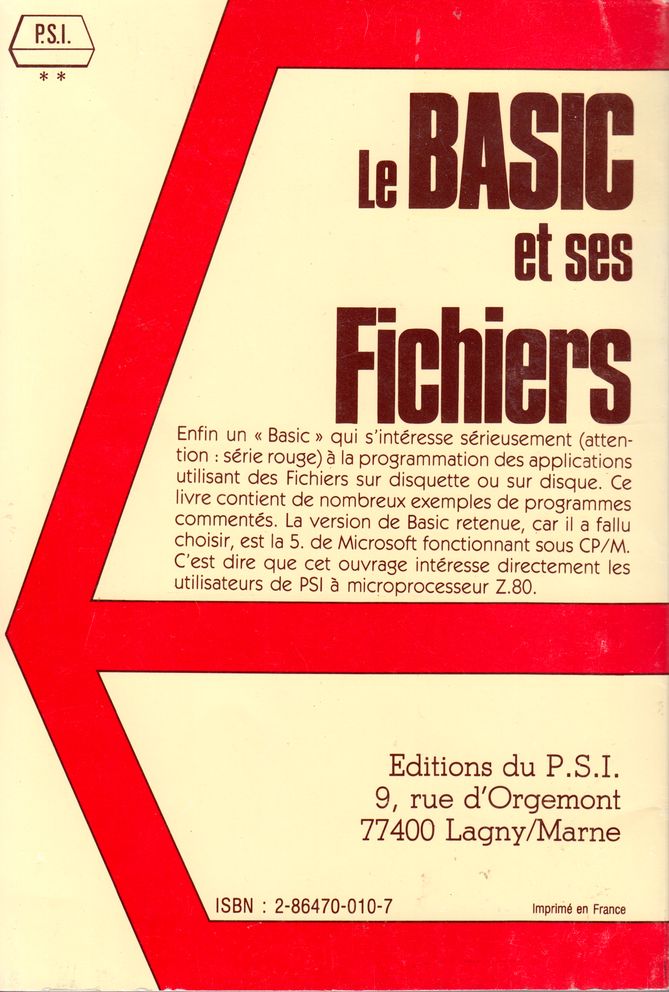 P.S.I.
**
Le BASIC
et ses
Fichiers
Enfin un « Basic » qui s'intéresse sérieusement (atten-
tion : série rouge) à la programmation des applications
utilisant des Fichiers sur disquette ou sur disque. Ce
livre contient de nombreux exemples de programmes
commentés. La version de Basic retenue, car il a fallu
choisir, est la 5. de Microsoft fonctionnant sous CP/M.
C'est dire que cet ouvrage intéresse directement les
utilisateurs de PSI à microprocesseur Z.80.
Editions du P.S.I.
9, rue d'Orgemont
77400 Lagny/Marne
ISBN : 2-86470-010-7
Imprimé en France